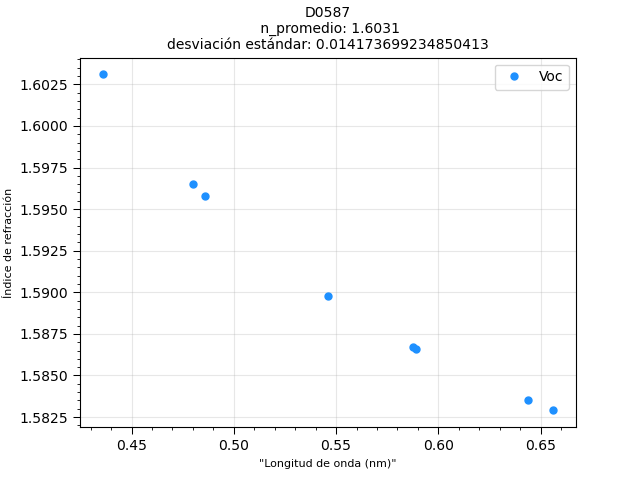 D0587
n_promedio: 1.6031
desviación estándar: 0.014173699234850413
Voc
Índice de refracción
1.6025
1.6000
1.5975
1.5950
1.5925
1.5900
1.5875
1.5850
1.5825
0.45 0.50 0.55 0.60 0.65
"Longitud de onda (nm)"